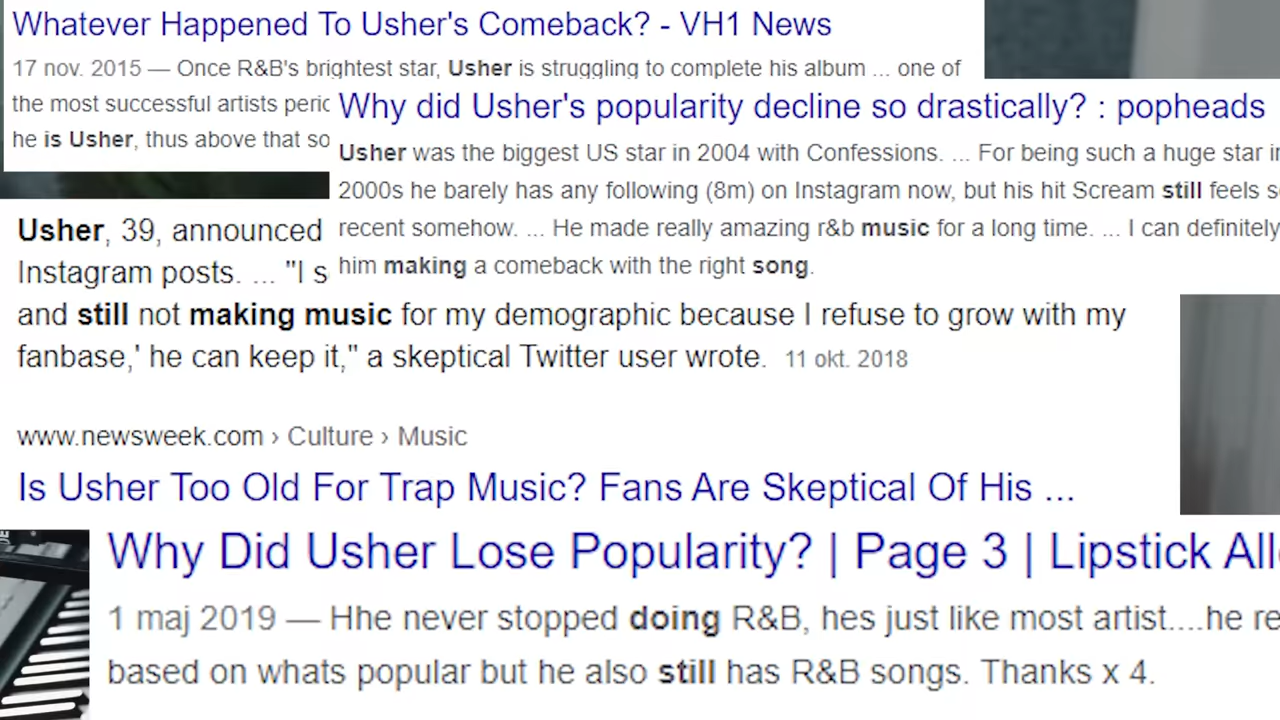 Whatever Happened To Usher's Comeback? - VH1 News
17 nov. 2015 — Once R&B's brightest star, Usher is struggling to complete his album ... one of
the most successful artists peric
he is Usher, thus above that so
Why did Usher's popularity decline so drastically? : popheads
Usher was the biggest US star in 2004 with Confessions. ... For being such a huge star in
2000s he barely has any following (8m) on Instagram now, but his hit Scream still feels s
recent somehow. ... He made really amazing r&b music for a long time. ... I can definitely
him making a comeback with the right song.
Usher, 39, announced
Instagram posts. ... "I s
and still not making music for my demographic because I refuse to grow with my
fanbase,' he can keep it," a skeptical Twitter user wrote. 11 okt. 2018
www.newsweek.com › Culture › Music
Is Usher Too Old For Trap Music? Fans Are Skeptical Of His ...
Why Did Usher Lose Popularity? | Page 3 | Lipstick All
1 maj 2019 — Hhe never stopped doing R&B, hes just like most artist....he re
based on whats popular but he also still has R&B songs. Thanks x 4.